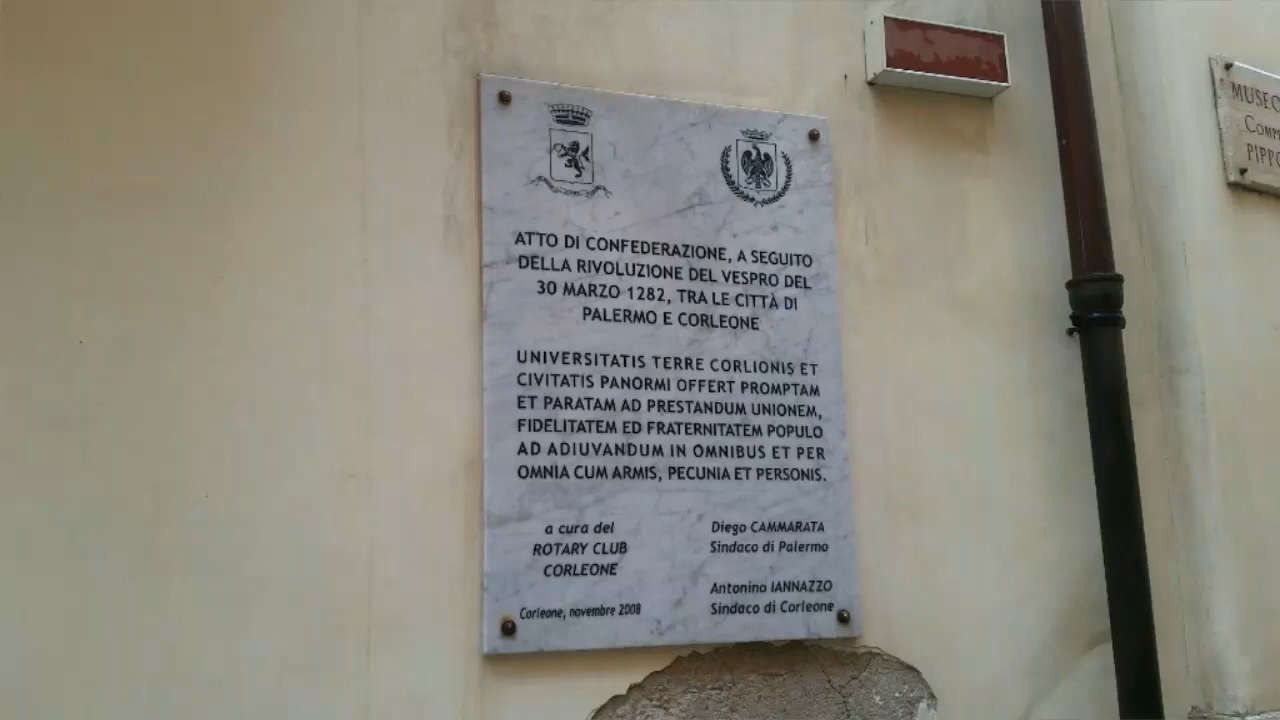 ATTO DI CONFEDERAZIONE, A SEGUITO
DELLA RIVOLUZIONE DEL VESPRO DEL
30 MARZO 1282, TRA LE CITTÀ DI
PALERMO E CORLEONE
UNIVERSITATIS TERRE CORLIONIS ET
CIVITATIS PANORMI OFFERT PROMPTAM
ET PARATAM AD PRESTANDUM UNIONEM,
FIDELITATEM ED FRATERNITATEM POPULO
AD ADIUVANDUM IN OMNIBUS ET PER
OMNIA CUM ARMIS, PECUNIA ET PERSONIS.
a cura del
ROTARY CLUB
CORLEONE
Corleone, novembre 2008
Diego CAMMARATA
Sindaco di Palermo
Antonino IANNAZZO
Sindaco di Corleone
MUSEO
PIPPO